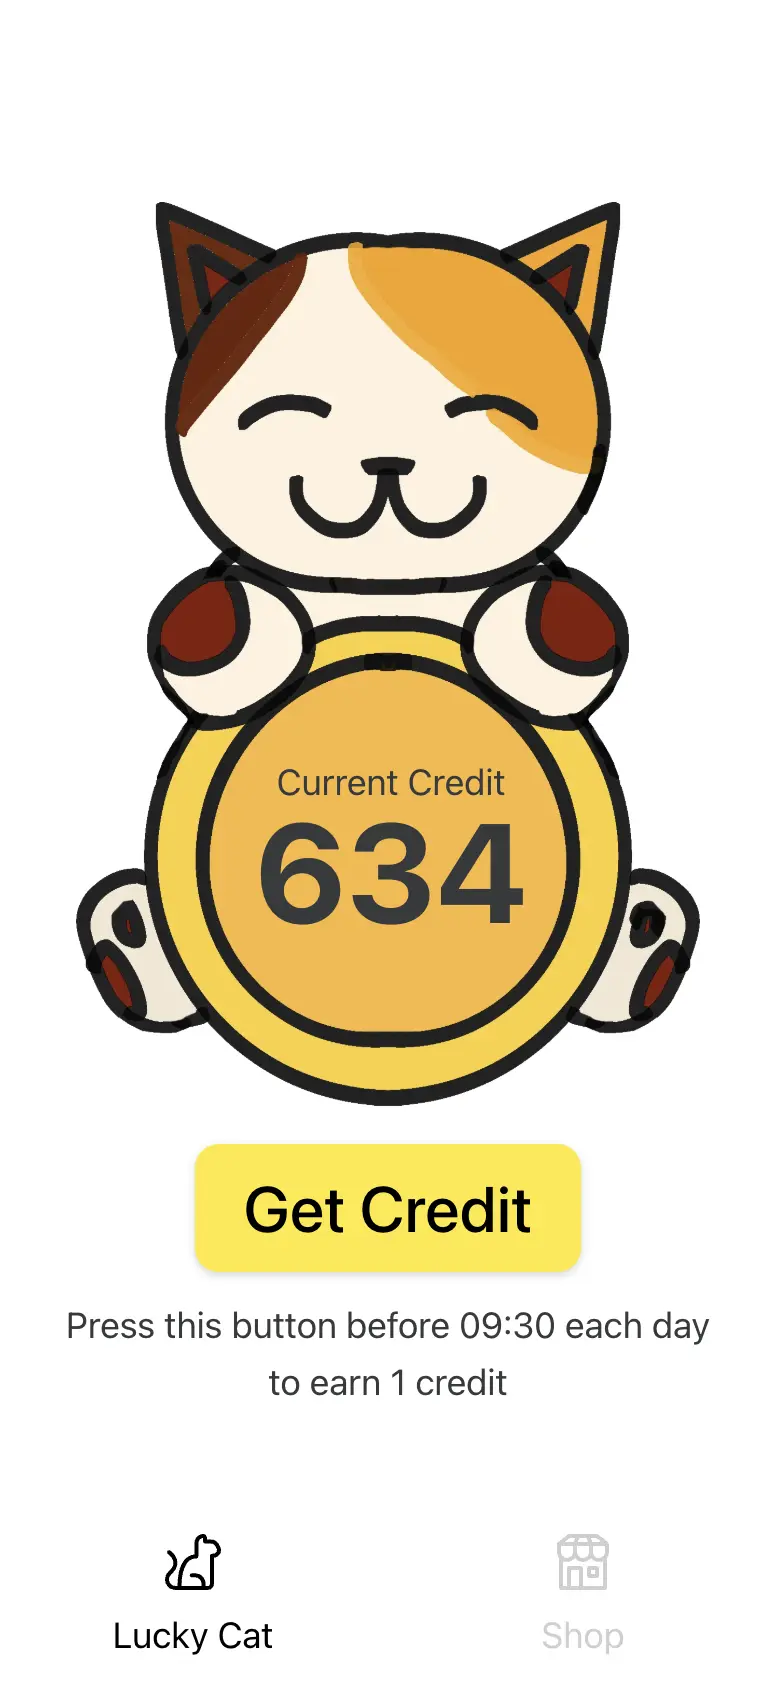 Current Credit
634
Get Credit
Press this button before 09:30 each day
to earn 1 credit
Lucky Cat
Shop